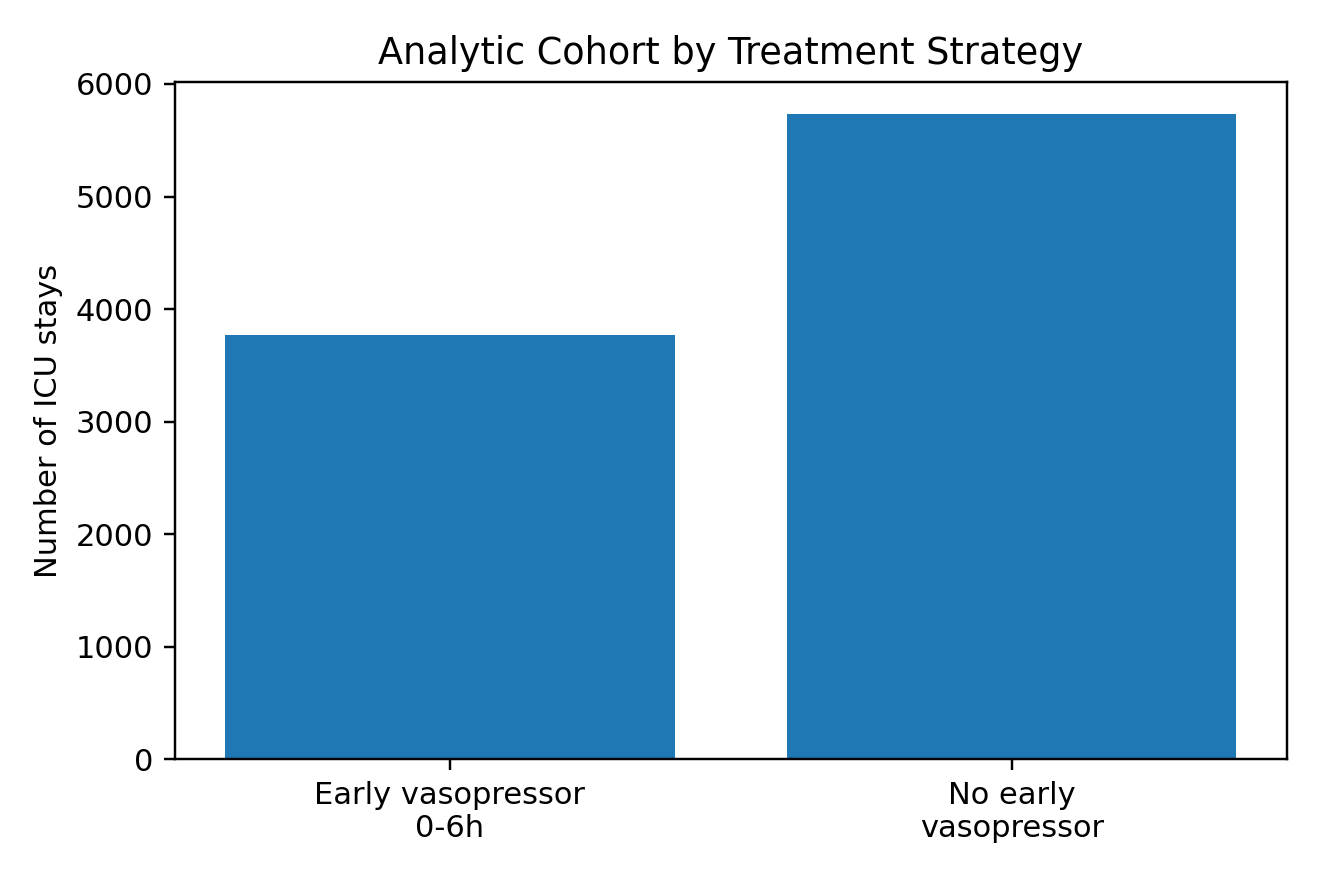 Analytic Cohort by Treatment Strategy
Number of ICU stays
6000
5000
4000
3000
2000
1000
0
Early vasopressor
0-6h
No early
vasopressor